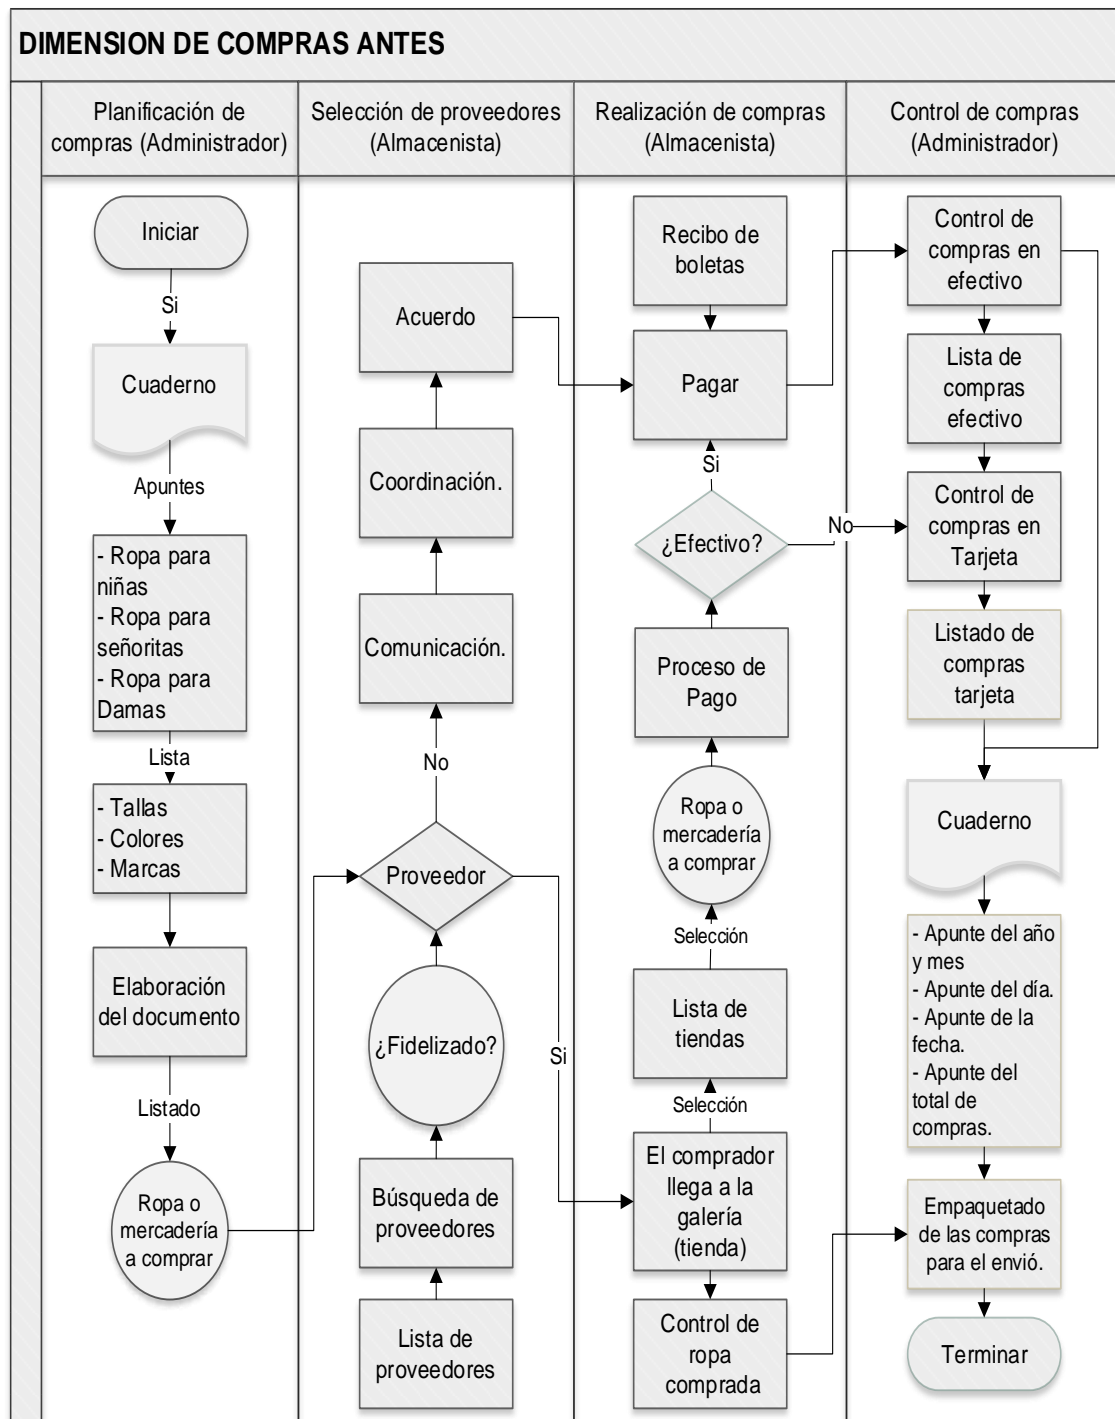 DIMENSION DE COMPRAS ANTES
Planificación de
compras (Administrador)
Selección de proveedores
(Almacenista)
Realización de compras
(Almacenista)
Control de compras
(Administrador)
Iniciar
Si
Cuaderno
Apuntes
- Ropa para
niñas
- Ropa para
señoritas
- Ropa para
Damas
Lista
- Tallas
- Colores
- Marcas
Elaboración
del documento
Listado
Ropa o
mercadería
a comprar
Acuerdo
Coordinación.
Comunicación.
No
Proveedor
Si
¿Fidelizado?
Búsqueda de
proveedores
Lista de
proveedores
Recibo de
boletas
Pagar
Si
¿Efectivo?
No
Proceso de
Pago
Ropa o
mercadería
a comprar
Selección
Lista de
tiendas
Selección
El comprador
llega a la
galería
(tienda)
Control de
ropa
comprada
Control de
compras en
efectivo
Lista de
compras
efectivo
Control de
compras en
Tarjeta
Listado de
compras
tarjeta
Cuaderno
- Apunte del año
y mes
- Apunte del día.
- Apunte de la
fecha.
- Apunte del
total de
compras.
Empaquetado
de las compras
para el envió.
Terminar